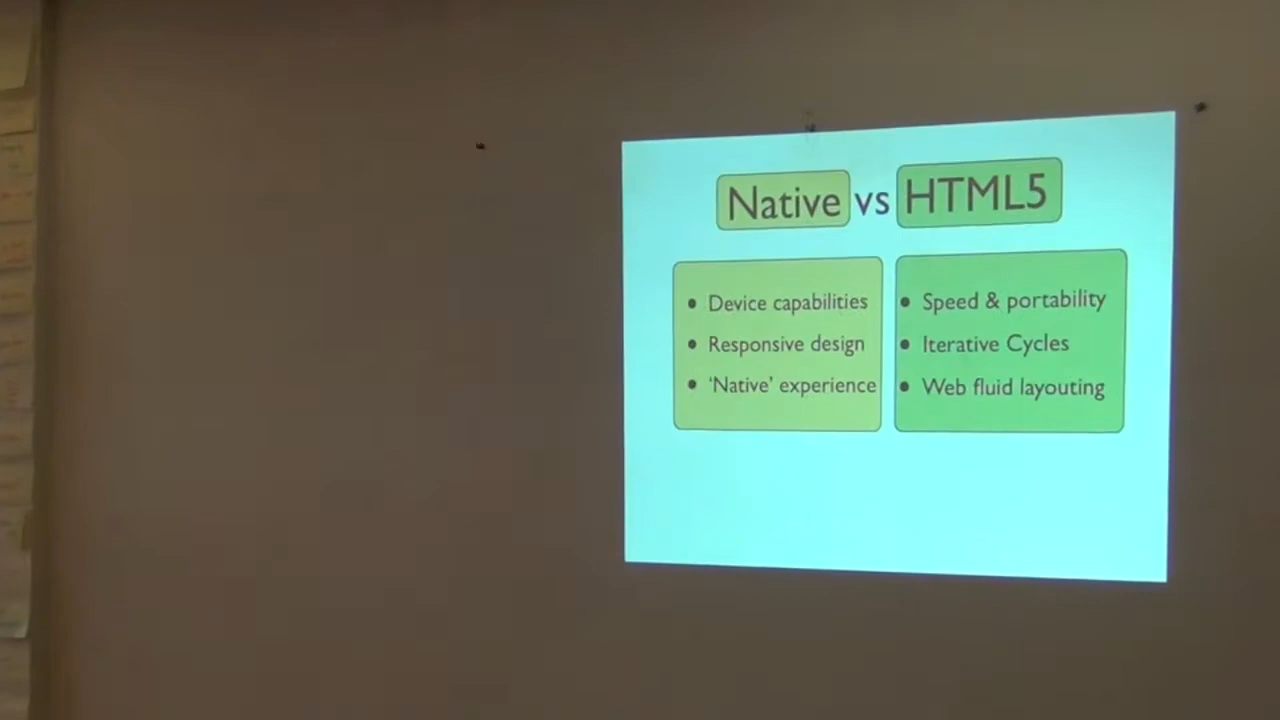 Native vs HTML5
• Device capabilities
• Responsive design
• ‘Native’ experience
• Speed & portability
• Iterative Cycles
• Web fluid layouting